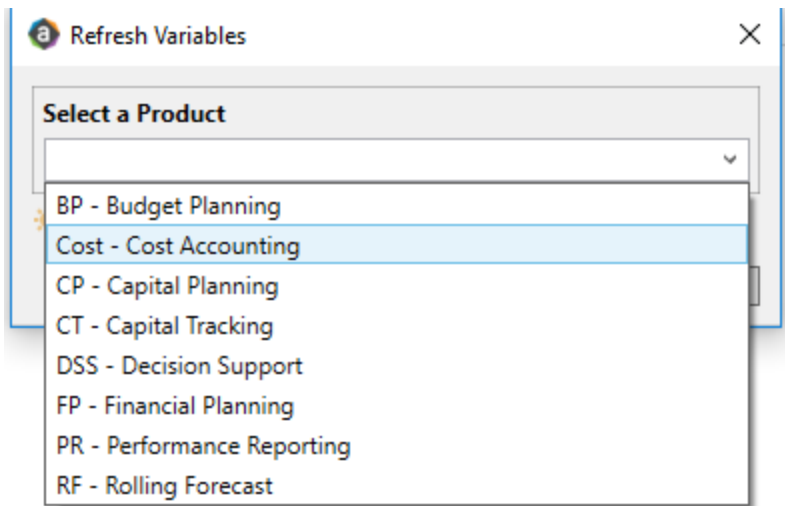 Refresh Variables
Select a Product
BP - Budget Planning
Cost - Cost Accounting
CP - Capital Planning
CT - Capital Tracking
DSS - Decision Support
FP - Financial Planning
PR - Performance Reporting
RF - Rolling Forecast